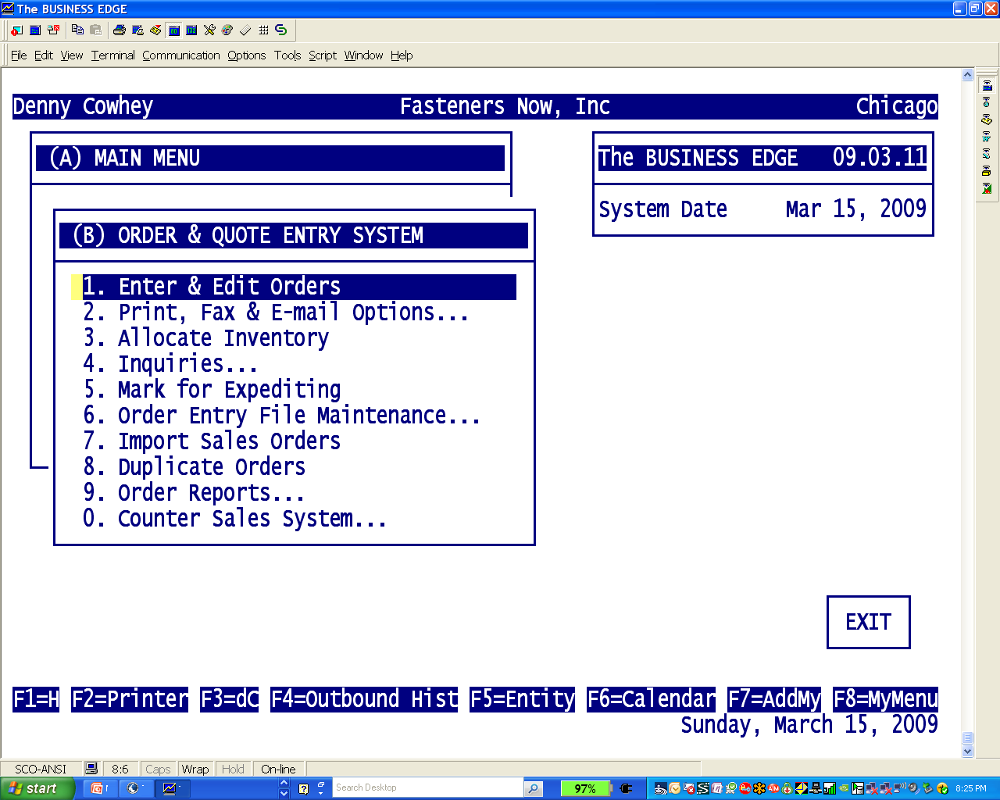 The BUSINESS EDGE
File Edit View Terminal Communication Options Tools Script Window Help
Denny Cowhey Fasteners Now, Inc Chicago
(A) MAIN MENU
The BUSINESS EDGE 09.03.11
System Date Mar 15, 2009
(B) ORDER & QUOTE ENTRY SYSTEM
1. Enter & Edit Orders
2. Print, Fax & E-mail Options...
3. Allocate Inventory
4. Inquiries...
5. Mark for Expediting
6. Order Entry File Maintenance...
7. Import Sales Orders
8. Duplicate Orders
9. Order Reports...
0. Counter Sales System...
EXIT
F1=H F2=Printer F3=dC F4=Outbound Hist F5=Entity F6=Calendar F7=AddMy F8=MyMenu
Sunday, March 15, 2009
SCO-ANSI 8:6 Caps Wrap Hold On-line
start Search Desktop 97% 8:25 PM